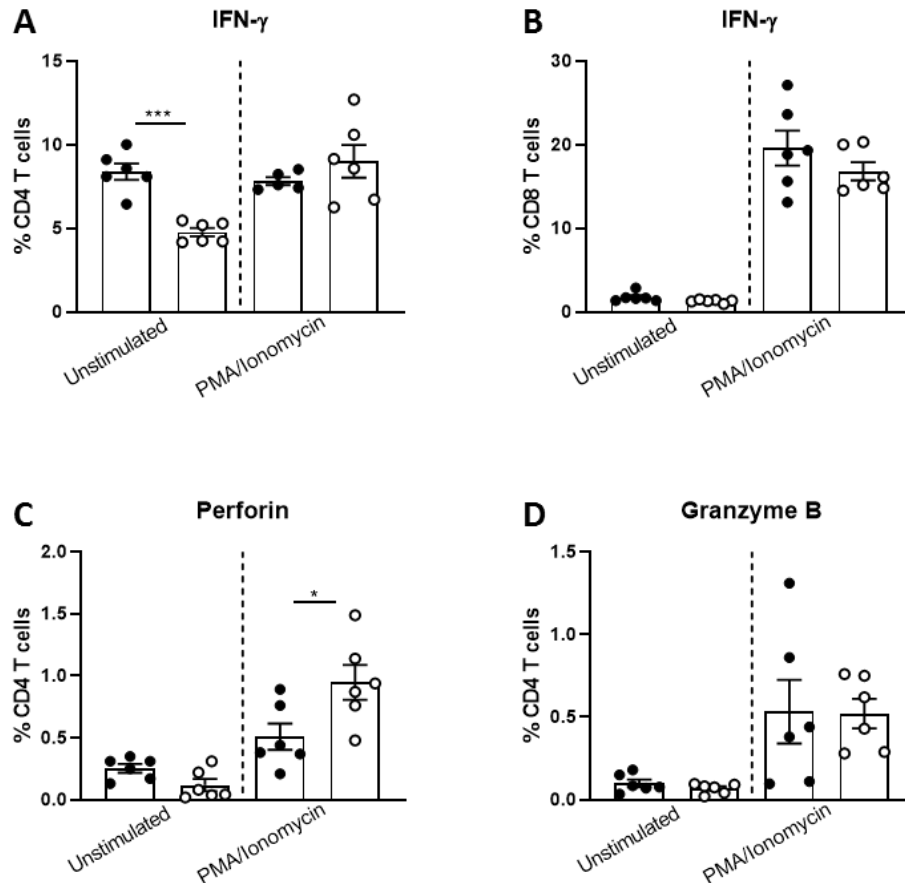 A
IFN-γ
% CD4 T cells
15
10
5
0
***
Unstimulated
PMA/Ionomycin
B
IFN-γ
% CD8 T cells
30
20
10
0
Unstimulated
PMA/Ionomycin
C
Perforin
% CD4 T cells
2.0
1.5
1.0
0.5
0.0
*
Unstimulated
PMA/Ionomycin
D
Granzyme B
% CD4 T cells
1.5
1.0
0.5
0.0
Unstimulated
PMA/Ionomycin